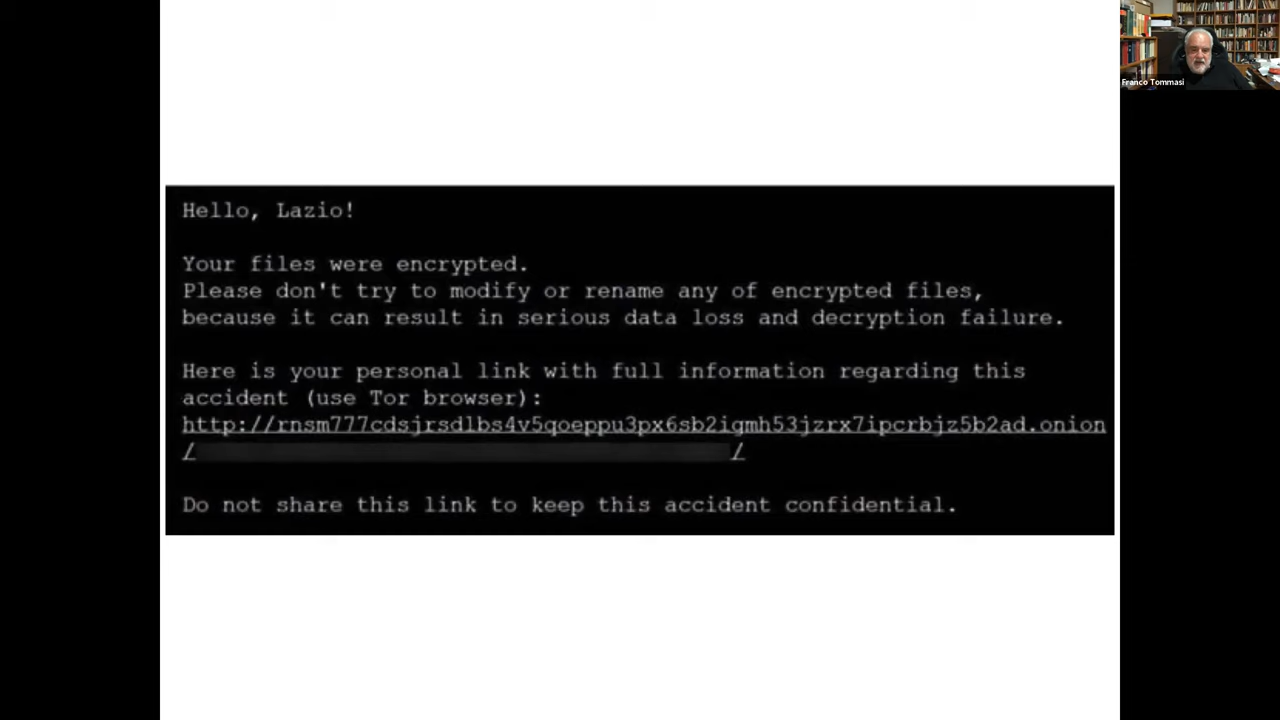 Franco Tommasi
Hello, Lazio!
Your files were encrypted.
Please don't try to modify or rename any of encrypted files,
because it can result in serious data loss and decryption failure.
Here is your personal link with full information regarding this
accident (use Tor browser):
http://rnsm777cdsjrsdlbs4v5qoeppu3px6sb2igmh53jzrx7ipcrbjz5b2ad.onion
/ /
Do not share this link to keep this accident confidential.